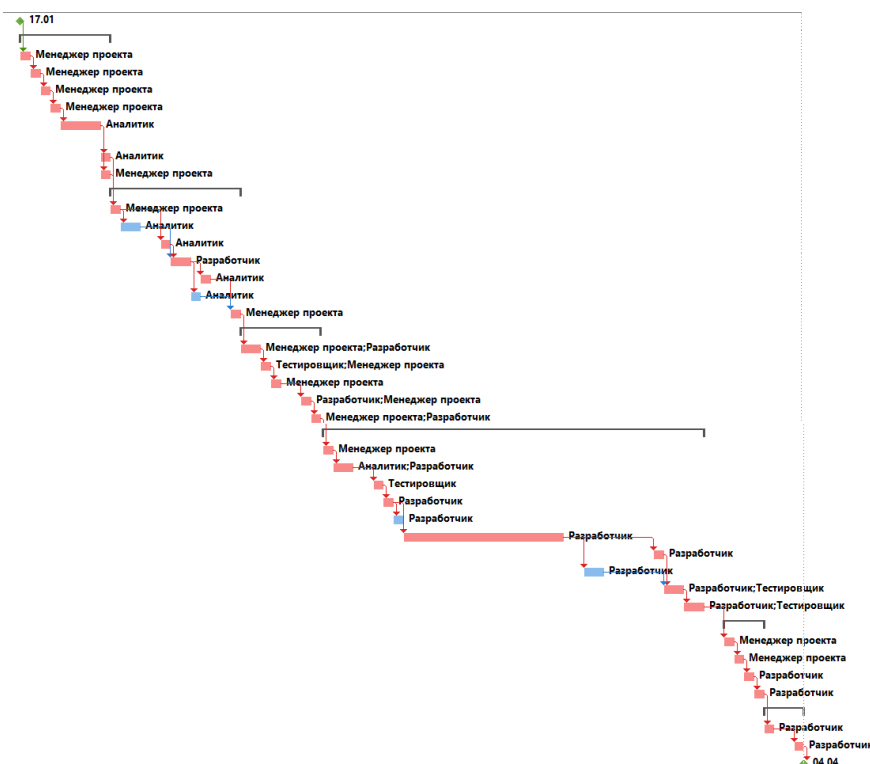 17.01
Менеджер проекта
Менеджер проекта
Менеджер проекта
Менеджер проекта
Аналитик
Аналитик
Менеджер проекта
Менеджер проекта
Аналитик
Аналитик
Разработчик
Аналитик
Аналитик
Менеджер проекта
Менеджер проекта;Разработчик
Тестировщик;Менеджер проекта
Менеджер проекта
Разработчик;Менеджер проекта
Менеджер проекта;Разработчик
Менеджер проекта
Аналитик;Разработчик
Тестировщик
Разработчик
Разработчик
Разработчик
Разработчик
Разработчик
Разработчик;Тестировщик
Разработчик;Тестировщик
Менеджер проекта
Менеджер проекта
Разработчик
Разработчик
Разработчик
Разработчик
04.04